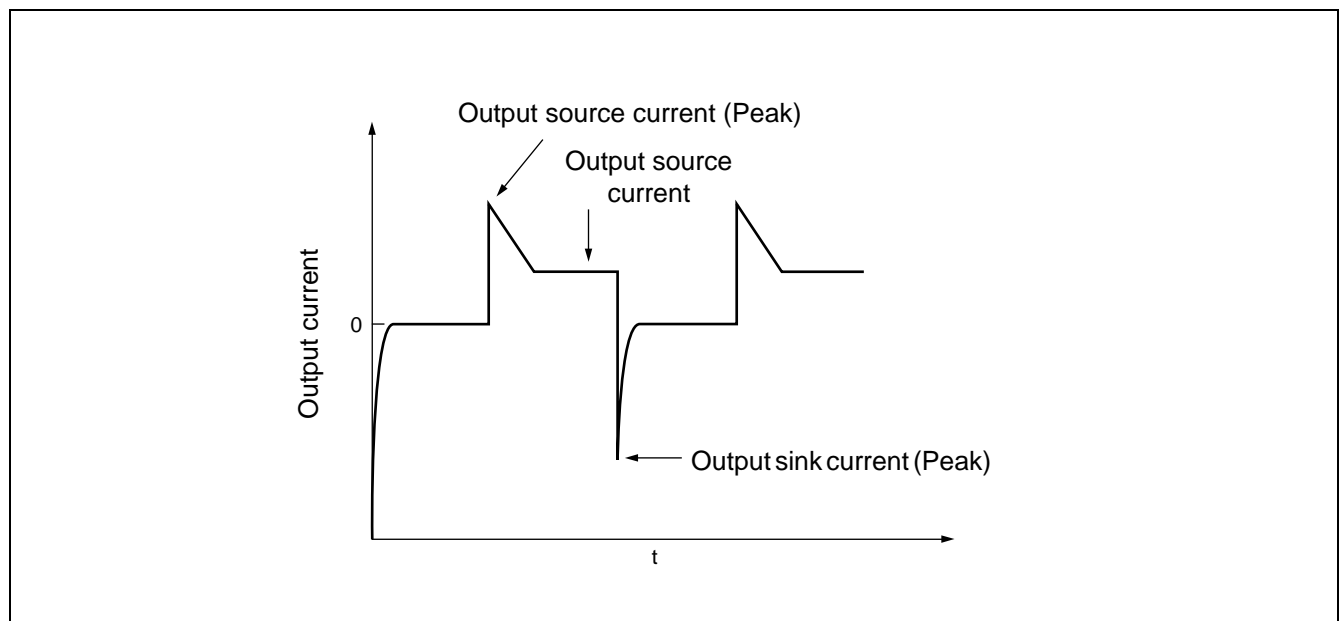 Output source current (Peak)
Output source
current
Output current
0
Output sink current (Peak)
t